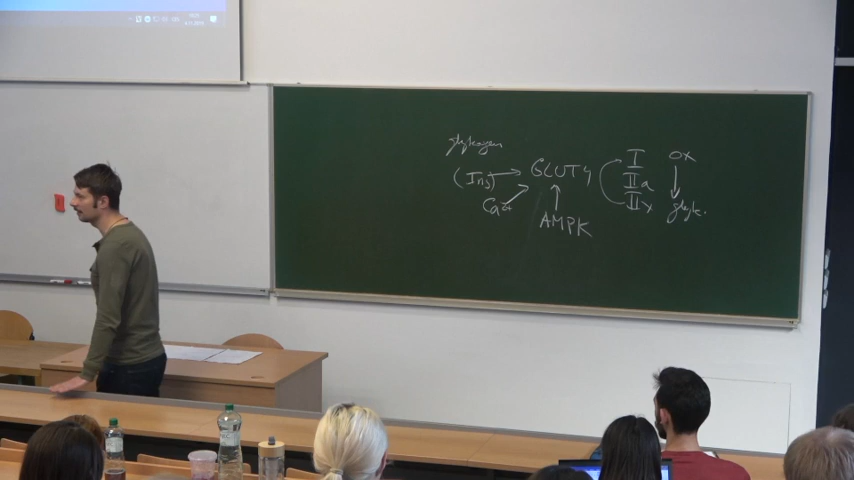 glykogen
(Ins) → GLUT4
Ca²⁺
AMPK
I
IIa
IIx
ox
glyk.